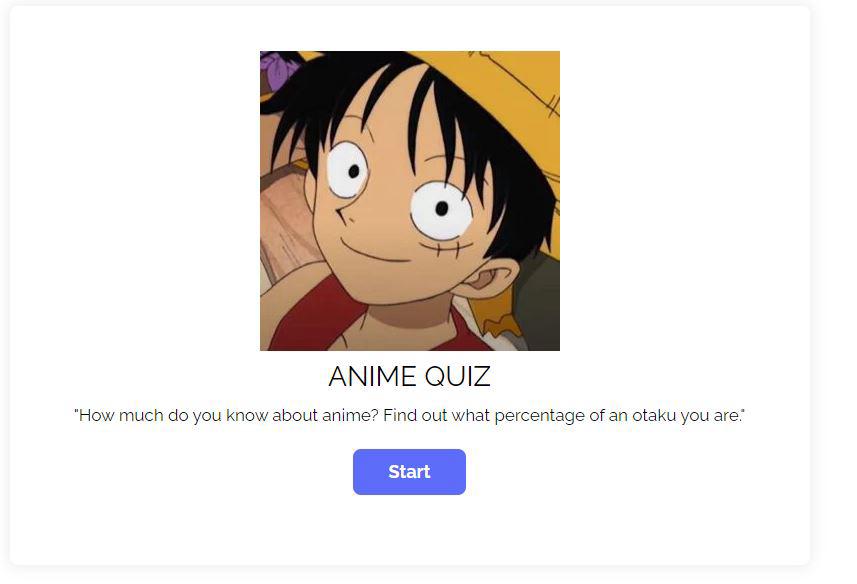 ANIME QUIZ
"How much do you know about anime? Find out what percentage of an otaku you are."
Start